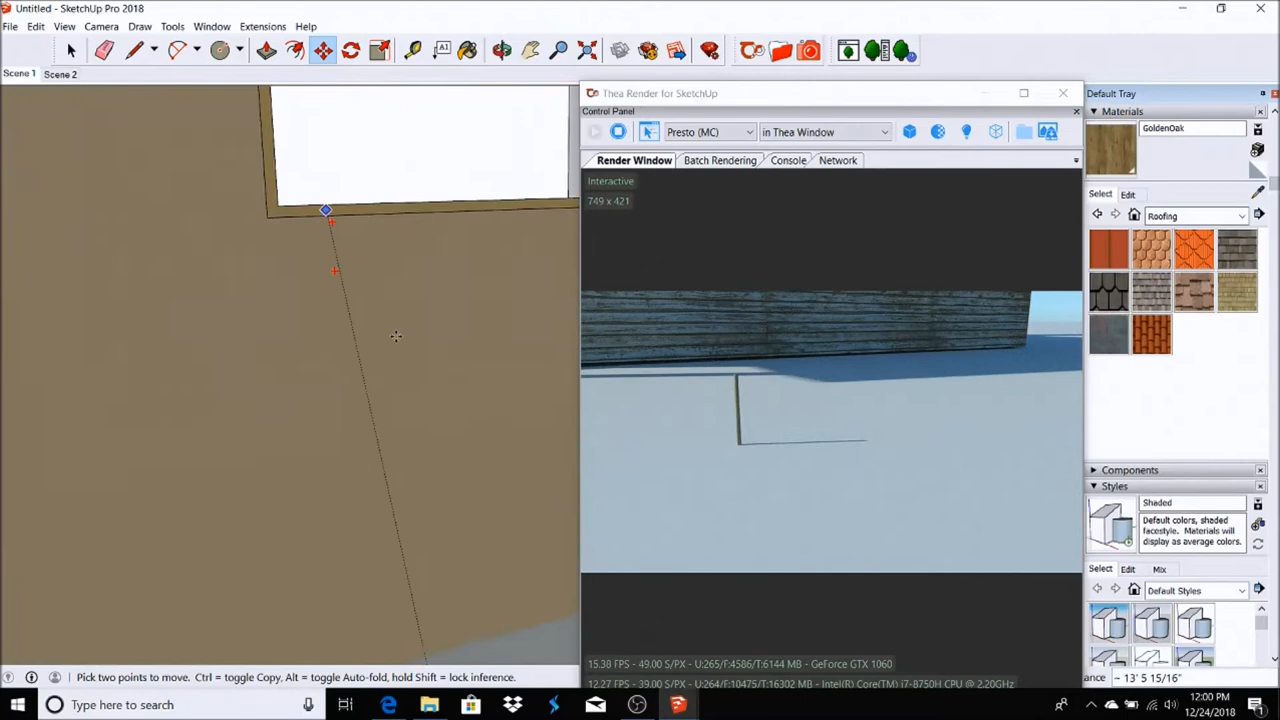 Untitled - SketchUp Pro 2018
File Edit View Camera Draw Tools Window Extensions Help
A1
Scene 1 Scene 2
Thea Render for SketchUp
Control Panel
Presto (MC) in Thea Window
Render Window Batch Rendering Console Network
Interactive
749 x 421
15.38 FPS - 49.00 S/PX - U:265/F:4586/T:6144 MB - GeForce GTX 1060
12.27 FPS - 39.00 S/PX - U:264/F:10475/T:16302 MB - Intel(R) Core(TM) i7-8750H CPU @ 2.20GHz
Default Tray
Materials
GoldenOak
Select Edit
Roofing
Components
Styles
Shaded
Default colors, shaded
facestyle. Materials will
display as average colors.
Select Edit Mix
Default Styles
Pick two points to move. Ctrl = toggle Copy, Alt = toggle Auto-fold, hold Shift = lock inference.
ance ~ 13' 5 15/16"
Type here to search
12:00 PM
12/24/2018